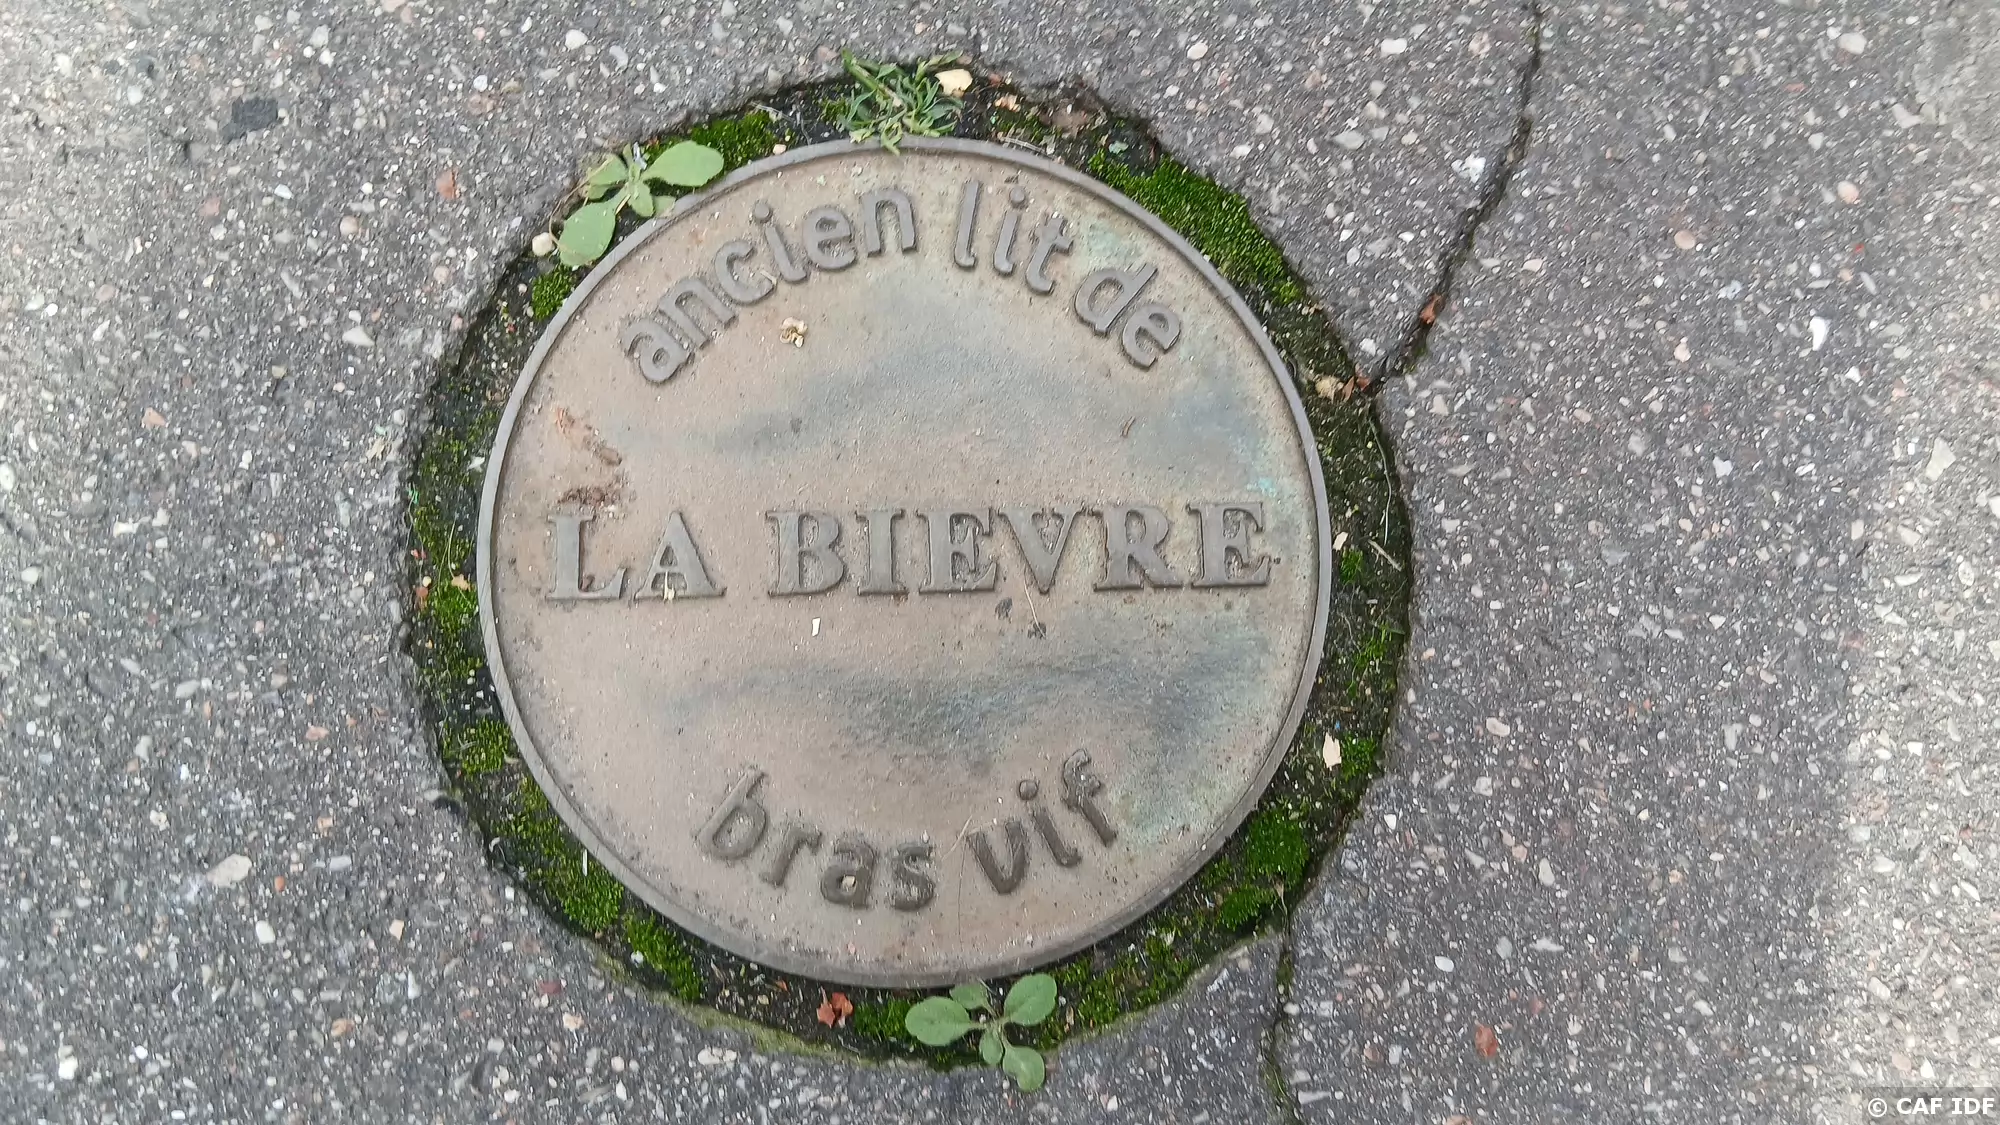 ancien lit de
LA BIEVRE
bras vif
© CAF IDF